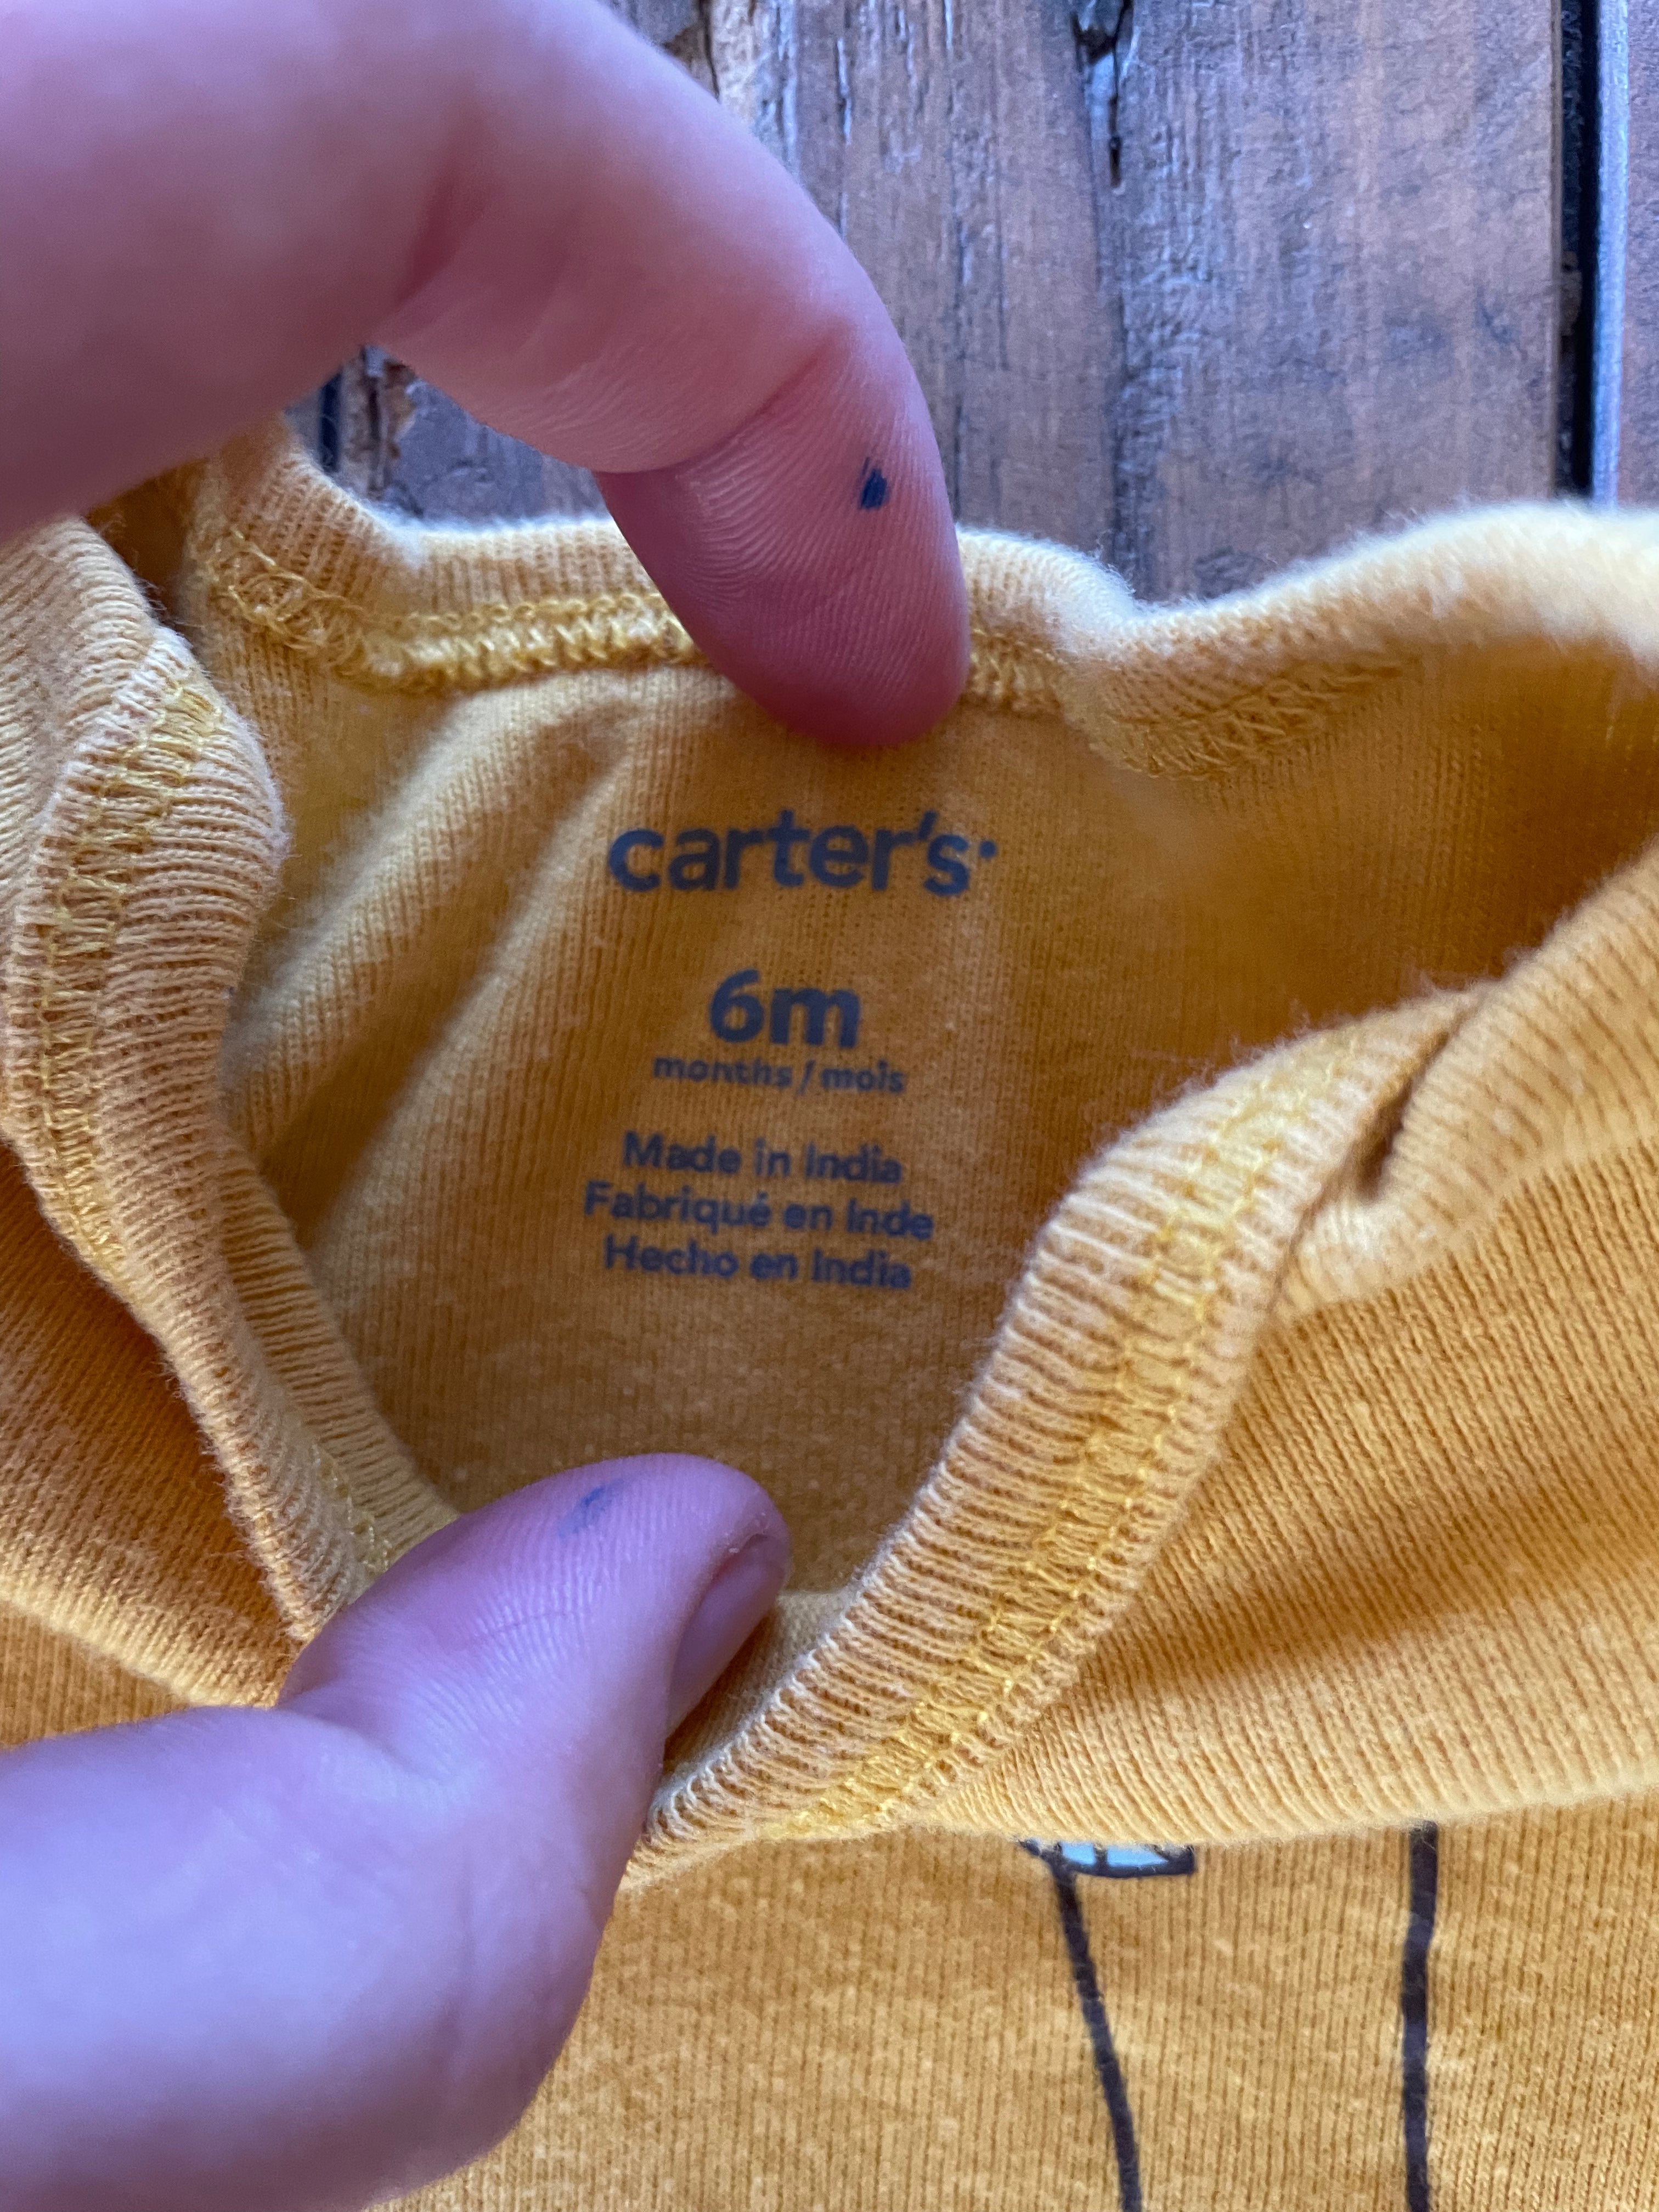 carter's
6m
months / mois
Made in India
Fabriqué en Inde
Hecho en India